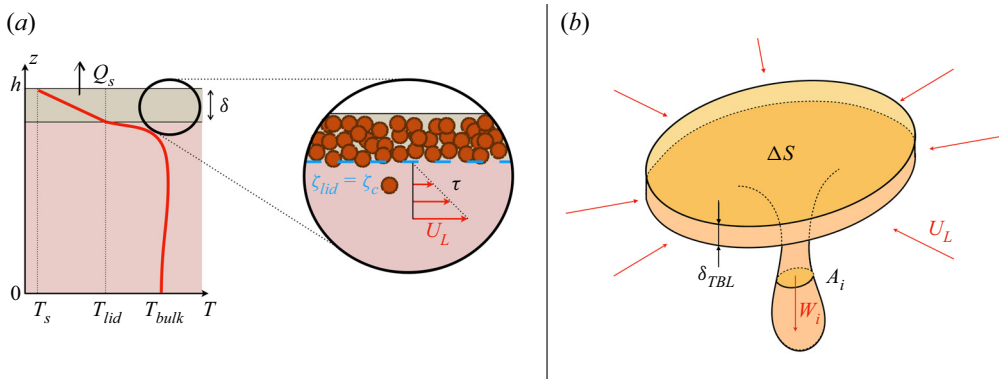 (a)
z
h
Q_s
δ
0
T_s
T_lid
T_bulk
T
ζ_lid = ζ_c
τ
U_L
(b)
ΔS
U_L
δ_TBL
A_i
W_i